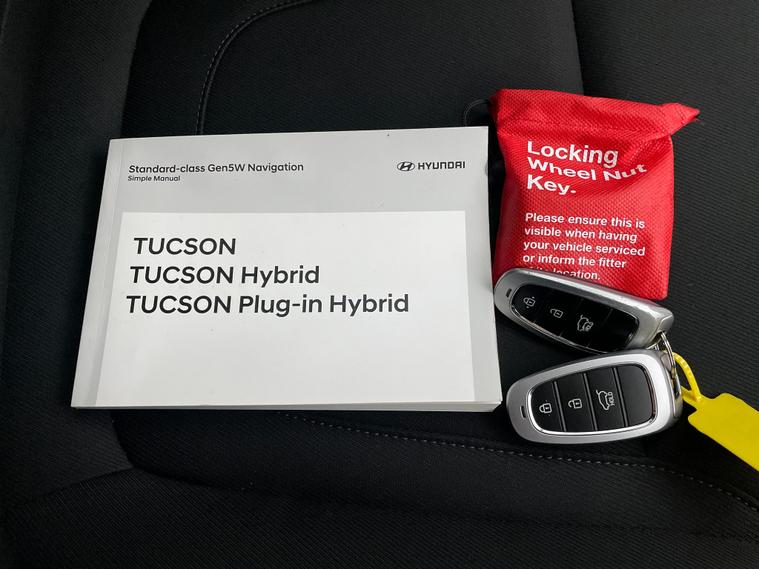 Standard-class Gen5W Navigation
Simple Manual
HYUNDAI
TUCSON
TUCSON Hybrid
TUCSON Plug-in Hybrid
Locking
Wheel Nut
Key.
Please ensure this is
visible when having
your vehicle serviced
or inform the fitter
location.